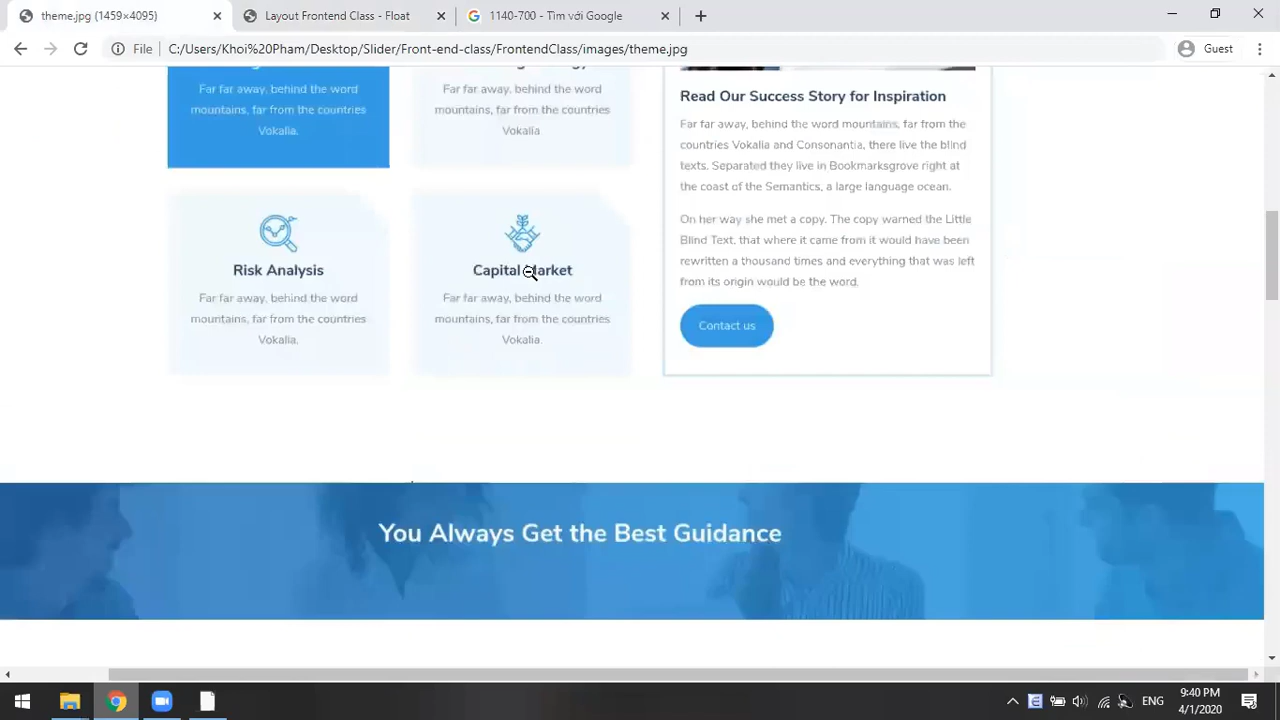 theme.jpg (1459×4095)
Layout Frontend Class - Float
1140-700 - Tìm với Google
File
C:/Users/Khoi%20Pham/Desktop/Slider/Front-end-class/FrontendClass/images/theme.jpg
Guest
Far far away, behind the word
mountains, far from the countries
Vokalia.
Far far away, behind the word
mountains, far from the countries
Vokalia
Read Our Success Story for Inspiration
Far far away, behind the word mountains, far from the
countries Vokalia and Consonantia, there live the blind
texts. Separated they live in Bookmarksgrove right at
the coast of the Semantics, a large language ocean.
On her way she met a copy. The copy warned the Little
Blind Text, that where it came from it would have been
rewritten a thousand times and everything that was left
from its origin would be the word.
Contact us
Risk Analysis
Far far away, behind the word
mountains, far from the countries
Vokalia.
Capital Market
Far far away, behind the word
mountains, far from the countries
Vokalia.
You Always Get the Best Guidance
ENG
9:40 PM
4/1/2020